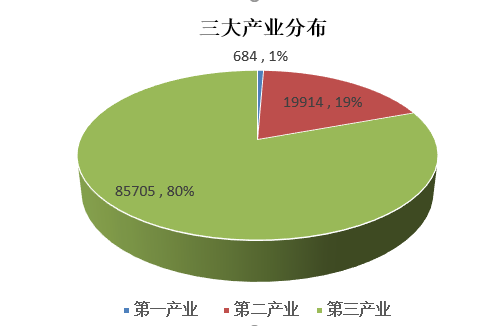 三大产业分布
684 , 1%
19914 , 19%
85705 , 80%
第一产业 第二产业 第三产业